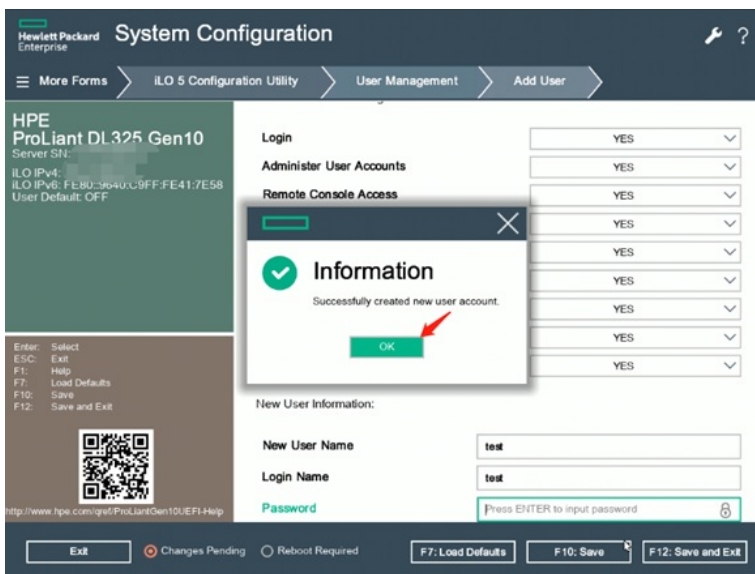 Hewlett Packard
Enterprise
System Configuration
?
More Forms
iLO 5 Configuration Utility
User Management
Add User
HPE
ProLiant DL325 Gen10
Server SN:
iLO IPv4:
iLO IPv6: FE80::9640:C9FF:FE41:7E58
User Default: OFF
Login YES
Administer User Accounts YES
Remote Console Access YES
YES
YES
YES
YES
YES
YES
Information
Successfully created new user account.
OK
Enter: Select
ESC: Exit
F1: Help
F7: Load Defaults
F10: Save
F12: Save and Exit
http://www.hpe.com/qref/ProLiantGen10UEFI-Help
New User Information:
New User Name test
Login Name test
Password Press ENTER to input password
Exit
Changes Pending
Reboot Required
F7: Load Defaults
F10: Save
F12: Save and Exit